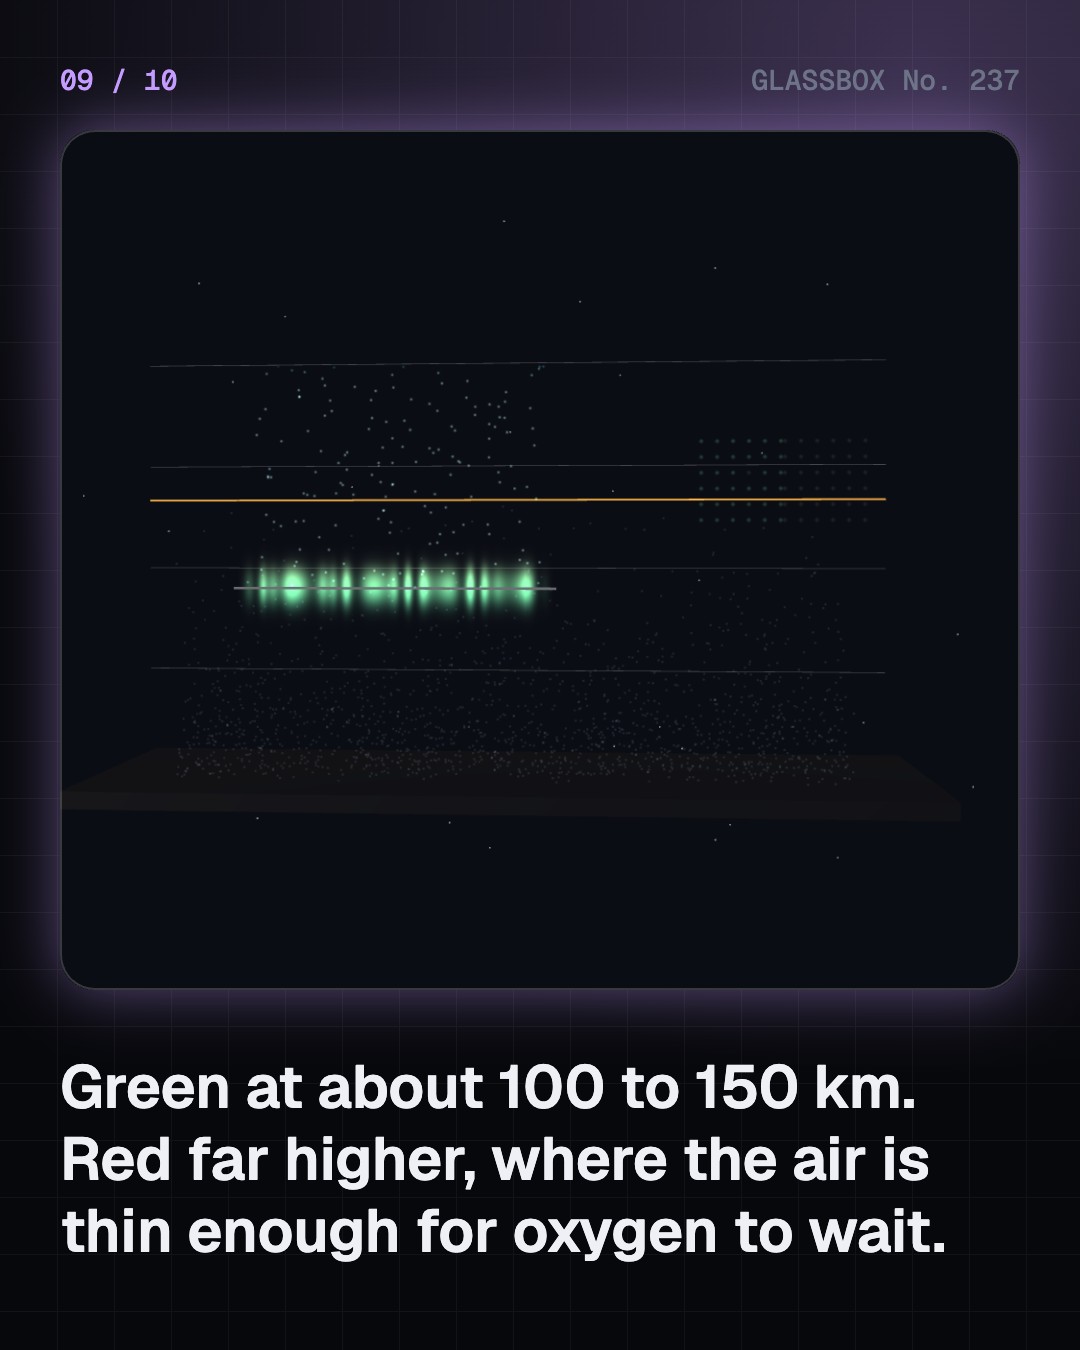 09 / 10
GLASSBOX No. 237
Green at about 100 to 150 km.
Red far higher, where the air is
thin enough for oxygen to wait.